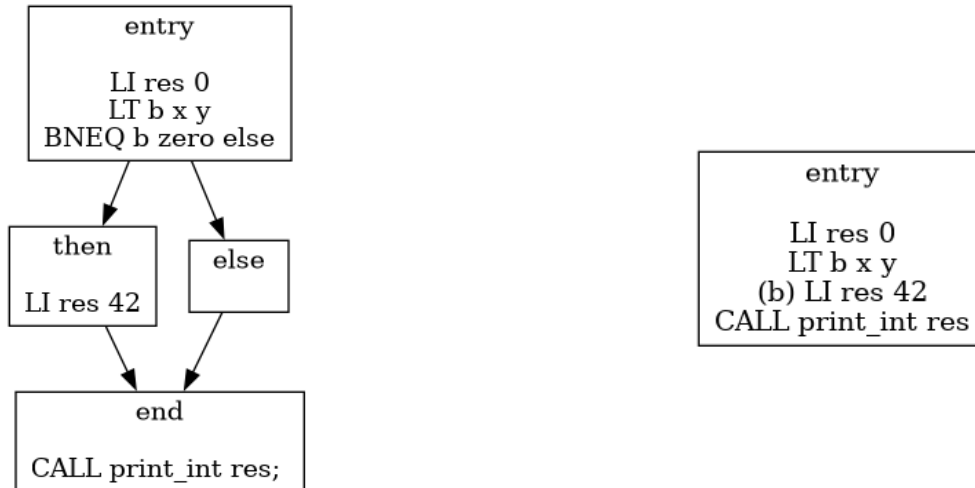 entry
LI res 0
LT b x y
BNEQ b zero else
then
LI res 42
else
end
CALL print_int res;
entry
LI res 0
LT b x y
(b) LI res 42
CALL print_int res